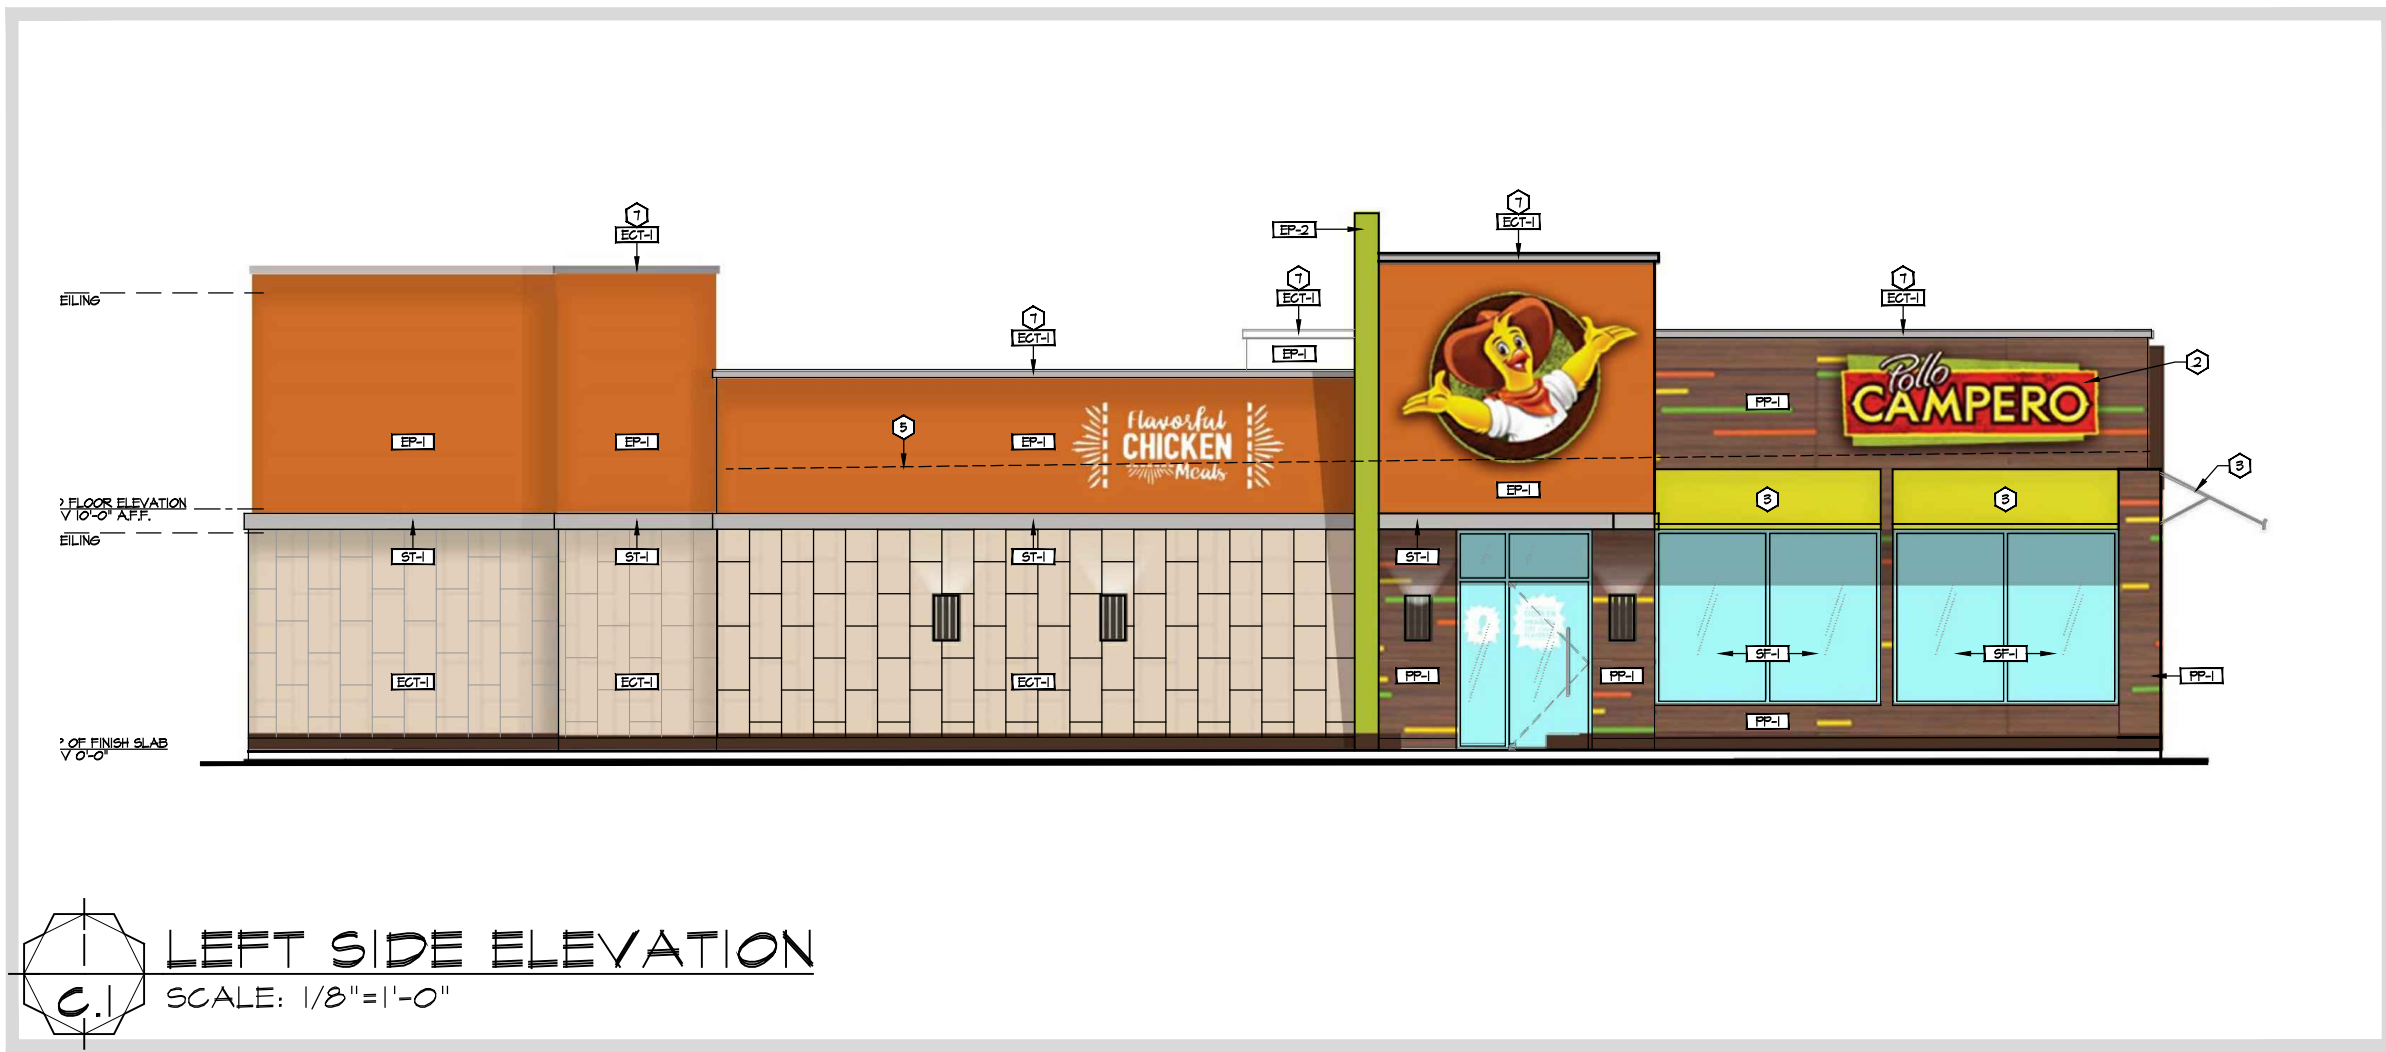 7
ECT-1
EP-2
7
ECT-1
7
ECT-1
7
ECT-1
7
ECT-1
EILING
EP-1
2
Pollo
CAMPERO
PP-1
5
EP-1
EP-1
EP-1
Flavorful
CHICKEN
Meals
3
EP-1
3
3
FLOOR ELEVATION
10'-0" A.F.F.
EILING
ST-1
ST-1
ST-1
ST-1
SF-1
SF-1
ECT-1
ECT-1
ECT-1
PP-1
PP-1
PP-1
PP-1
OF FINISH SLAB
0'-0"
1
C.1
LEFT SIDE ELEVATION
SCALE: 1/8"=1'-0"